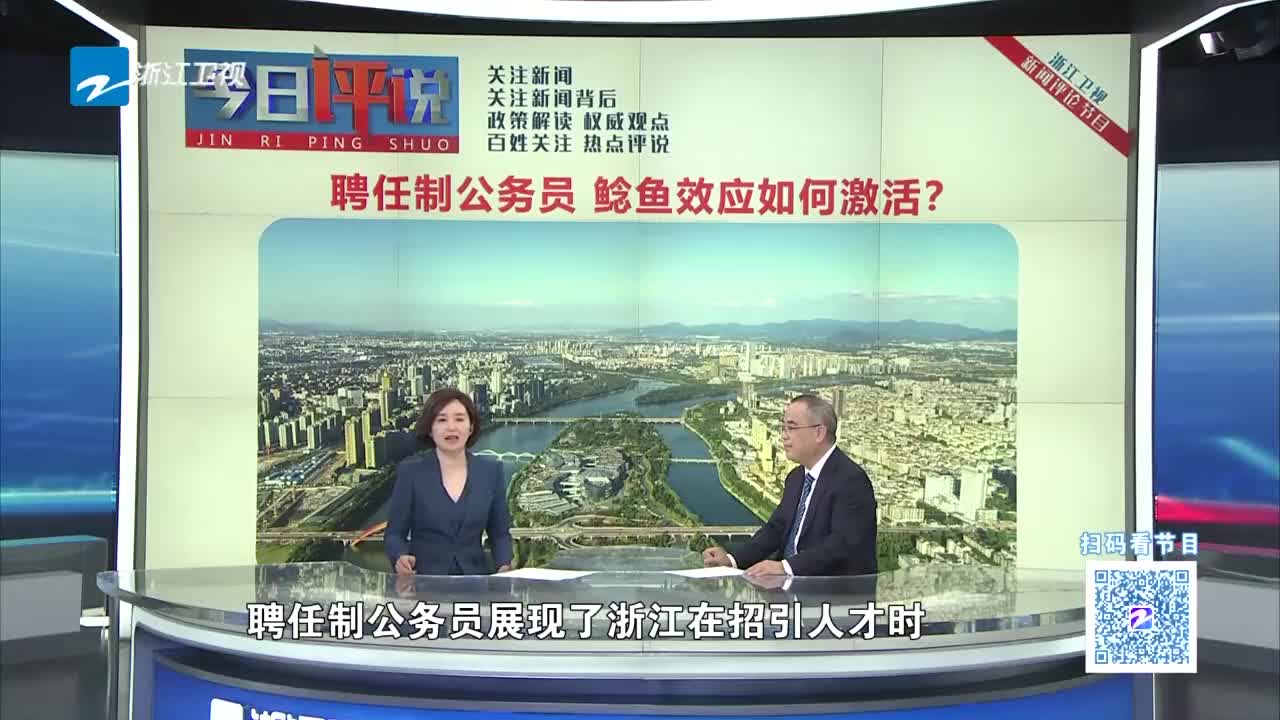 浙江卫视
今日评说
JIN RI PING SHUO
关注新闻
关注新闻背后
政策解读 权威观点
百姓关注 热点评说
浙江卫视
新闻评论节目
聘任制公务员 鲶鱼效应如何激活？
扫码看节目
聘任制公务员展现了浙江在招引人才时